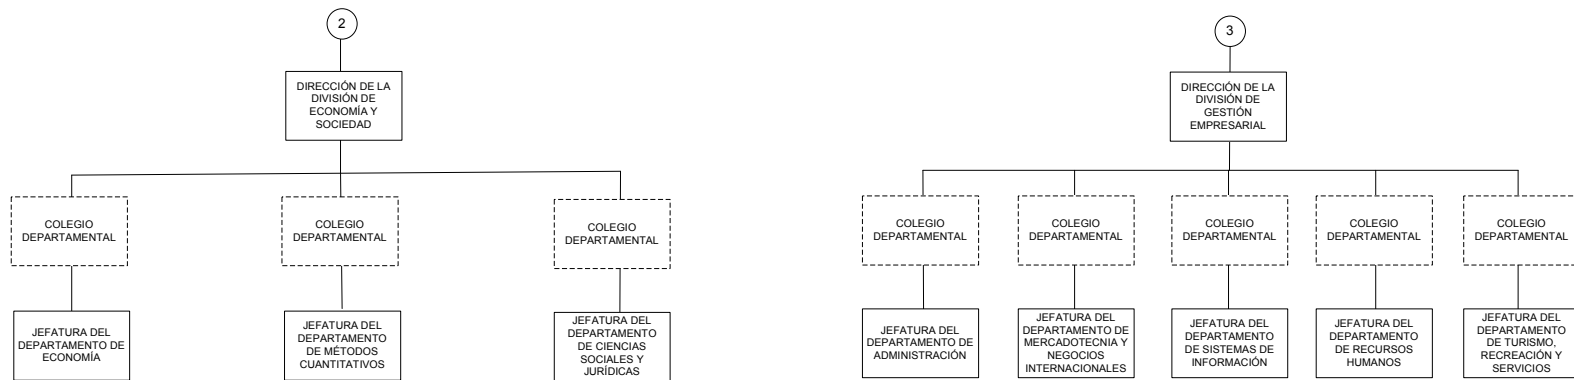 2
DIRECCIÓN DE LA
DIVISIÓN DE
ECONOMÍA Y
SOCIEDAD
COLEGIO
DEPARTAMENTAL
COLEGIO
DEPARTAMENTAL
COLEGIO
DEPARTAMENTAL
JEFATURA DEL
DEPARTAMENTO DE
ECONOMÍA
JEFATURA DEL
DEPARTAMENTO
DE MÉTODOS
CUANTITATIVOS
JEFATURA DEL
DEPARTAMENTO
DE CIENCIAS
SOCIALES Y
JURÍDICAS
3
DIRECCIÓN DE LA
DIVISIÓN DE
GESTIÓN
EMPRESARIAL
COLEGIO
DEPARTAMENTAL
COLEGIO
DEPARTAMENTAL
COLEGIO
DEPARTAMENTAL
COLEGIO
DEPARTAMENTAL
COLEGIO
DEPARTAMENTAL
JEFATURA DEL
DEPARTAMENTO DE
ADMINISTRACIÓN
JEFATURA DEL
DEPARTAMENTO DE
MERCADOTECNIA Y
NEGOCIOS
INTERNACIONALES
JEFATURA DEL
DEPARTAMENTO
DE SISTEMAS DE
INFORMACIÓN
JEFATURA DEL
DEPARTAMENTO
DE RECURSOS
HUMANOS
JEFATURA DEL
DEPARTAMENTO
DE TURISMO,
RECREACIÓN Y
SERVICIOS